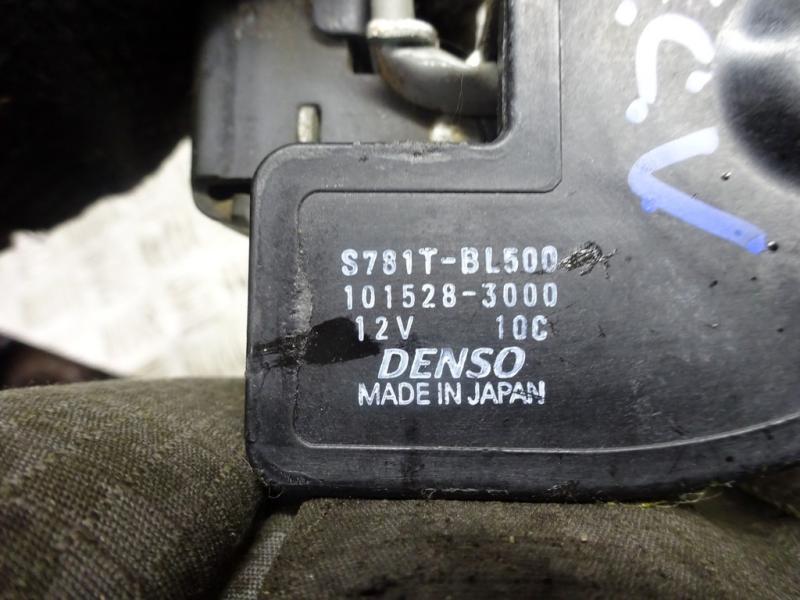 S781T-BL500
101528-3000
12V 10C
DENSO
MADE IN JAPAN